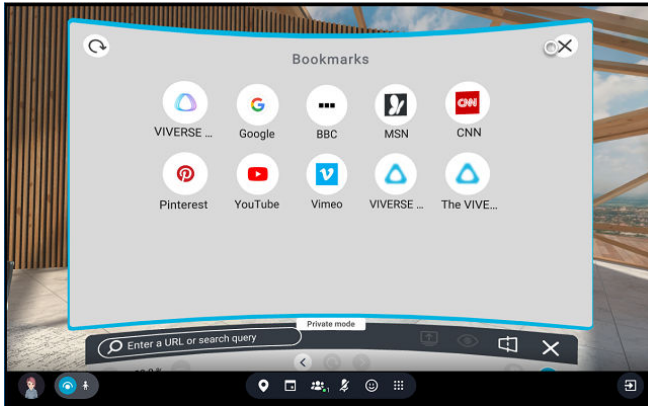 Bookmarks
VIVERSE ...
Google
BBC
MSN
CNN
CNN
Pinterest
YouTube
Vimeo
VIVERSE ...
The VIVE...
Private mode
Enter a URL or search query